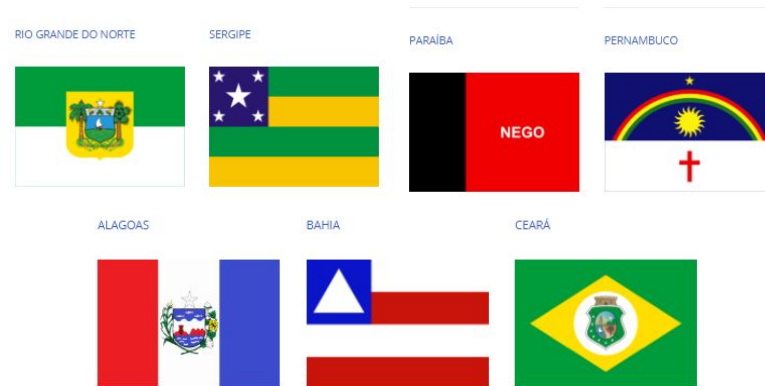 RIO GRANDE DO NORTE
SERGIPE
PARAÍBA
PERNAMBUCO
NEGO
ALAGOAS
BAHIA
CEARÁ